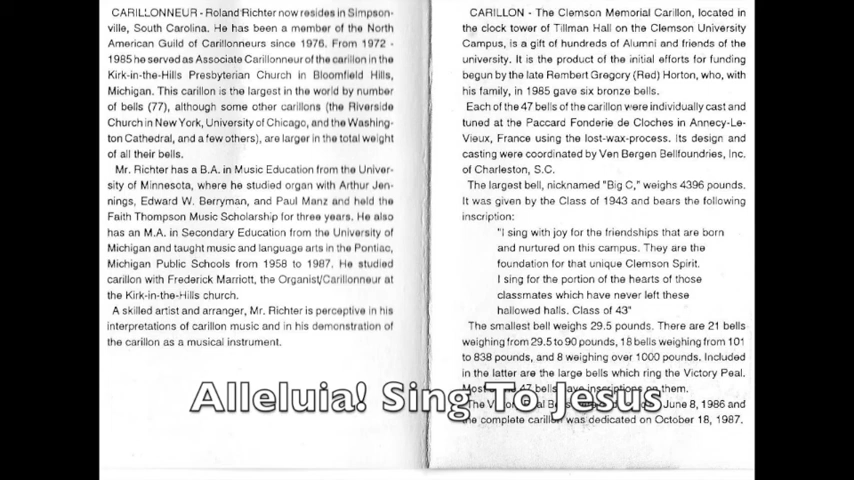 CARILLONNEUR - Roland Richter now resides in Simpson-
ville, South Carolina. He has been a member of the North
American Guild of Carillonneurs since 1976. From 1972 -
1985 he served as Associate Carillonneur of the carillon in the
Kirk-in-the-Hills Presbyterian Church in Bloomfield Hills,
Michigan. This carillon is the largest in the world by number
of bells (77), although some other carillons (the Riverside
Church in New York, University of Chicago, and the Washing-
ton Cathedral, and a few others), are larger in the total weight
of all their bells.
Mr. Richter has a B.A. in Music Education from the Univer-
sity of Minnesota, where he studied organ with Arthur Jen-
nings, Edward W. Berryman, and Paul Manz and held the
Faith Thompson Music Scholarship for three years. He also
has an M.A. in Secondary Education from the University of
Michigan and taught music and language arts in the Pontiac,
Michigan Public Schools from 1958 to 1987. He studied
carillon with Frederick Marriott, the Organist/Carillonneur at
the Kirk-in-the-Hills church.
A skilled artist and arranger, Mr. Richter is perceptive in his
interpretations of carillon music and in his demonstration of
the carillon as a musical instrument.
CARILLON - The Clemson Memorial Carillon, located in
the clock tower of Tillman Hall on the Clemson University
Campus, is a gift of hundreds of Alumni and friends of the
university. It is the product of the initial efforts for funding
begun by the late Rembert Gregory (Red) Horton, who, with
his family, in 1985 gave six bronze bells.
Each of the 47 bells of the carillon were individually cast and
tuned at the Paccard Fonderie de Cloches in Annecy-Le-
Vieux, France using the lost-wax-process. Its design and
casting were coordinated by Ven Bergen Bellfoundries, Inc.
of Charleston, S.C.
The largest bell, nicknamed "Big C," weighs 4396 pounds.
It was given by the Class of 1943 and bears the following
inscription:
"I sing with joy for the friendships that are born
and nurtured on this campus. They are the
foundation for that unique Clemson Spirit.
I sing for the portion of the hearts of those
classmates which have never left these
hallowed halls. Class of 43"
The smallest bell weighs 29.5 pounds. There are 21 bells
weighing from 29.5 to 90 pounds, 18 bells weighing from 101
to 838 pounds, and 8 weighing over 1000 pounds. Included
in the latter are the large bells which ring the Victory Peal.
Most 47 bells have inscriptions on them.
The June 8, 1986 and
the complete carillon was dedicated on October 18, 1987.
Alleluia! Sing To Jesus